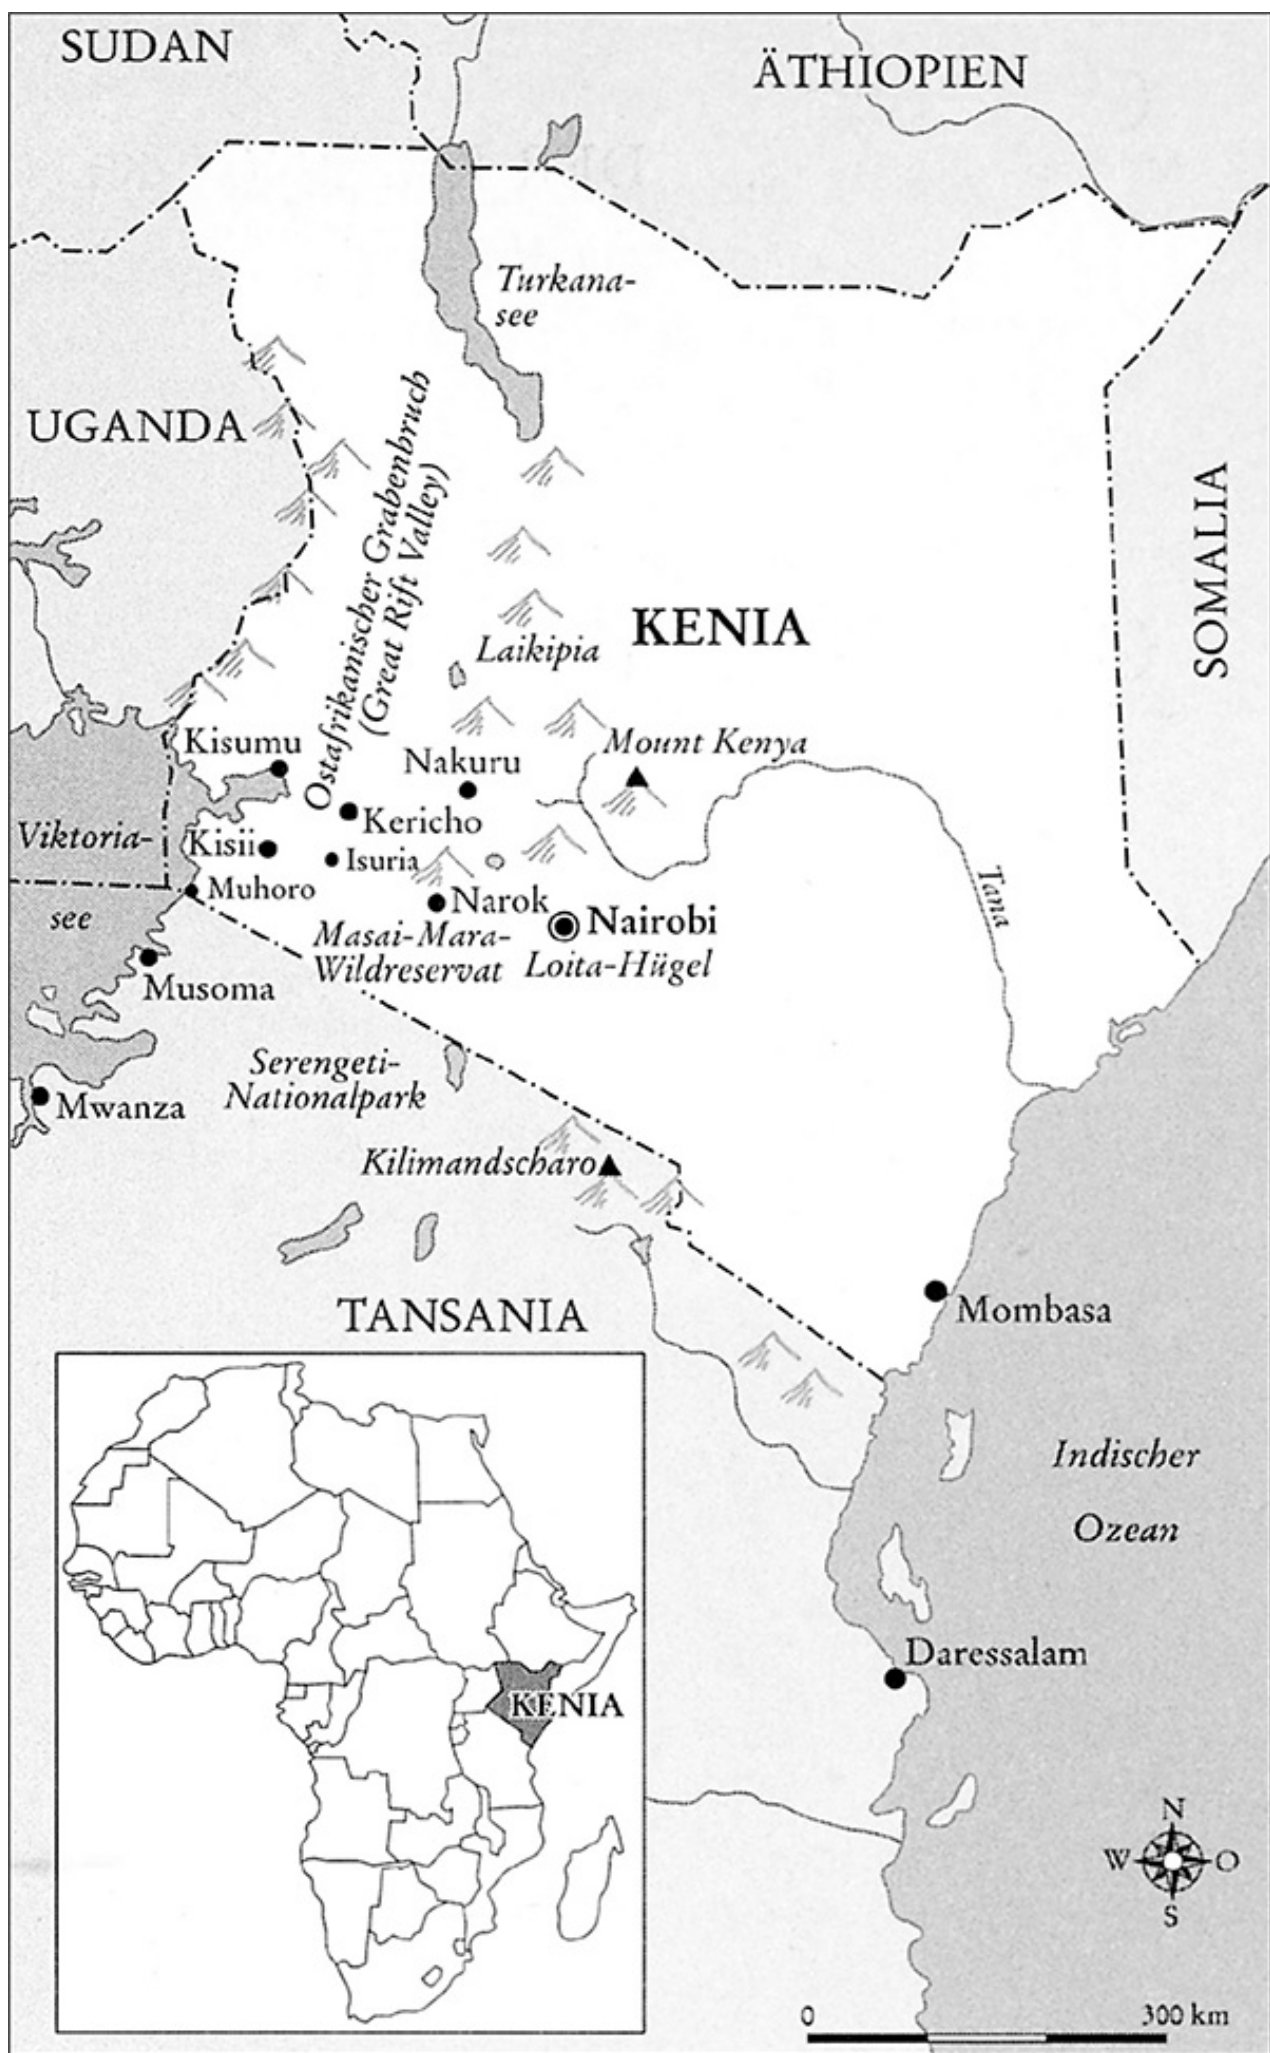 SUDAN
ÄTHIOPIEN
Turkana-
see
UGANDA
Ostafrikanischer Grabenbruch
(Great Rift Valley)
SOMALIA
KENIA
Laikipia
Kisumu
Nakuru
Mount Kenya
Kericho
Viktoria-
see
Kisii
Isuria
Muhoro
Narok
Nairobi
Tana
Masai-Mara-
Wildreservat
Loita-Hügel
Musoma
Serengeti-
Nationalpark
Mwanza
Kilimandscharo
TANSANIA
Mombasa
Indischer
Ozean
Daressalam
KENIA
N
W
O
S
0
300 km